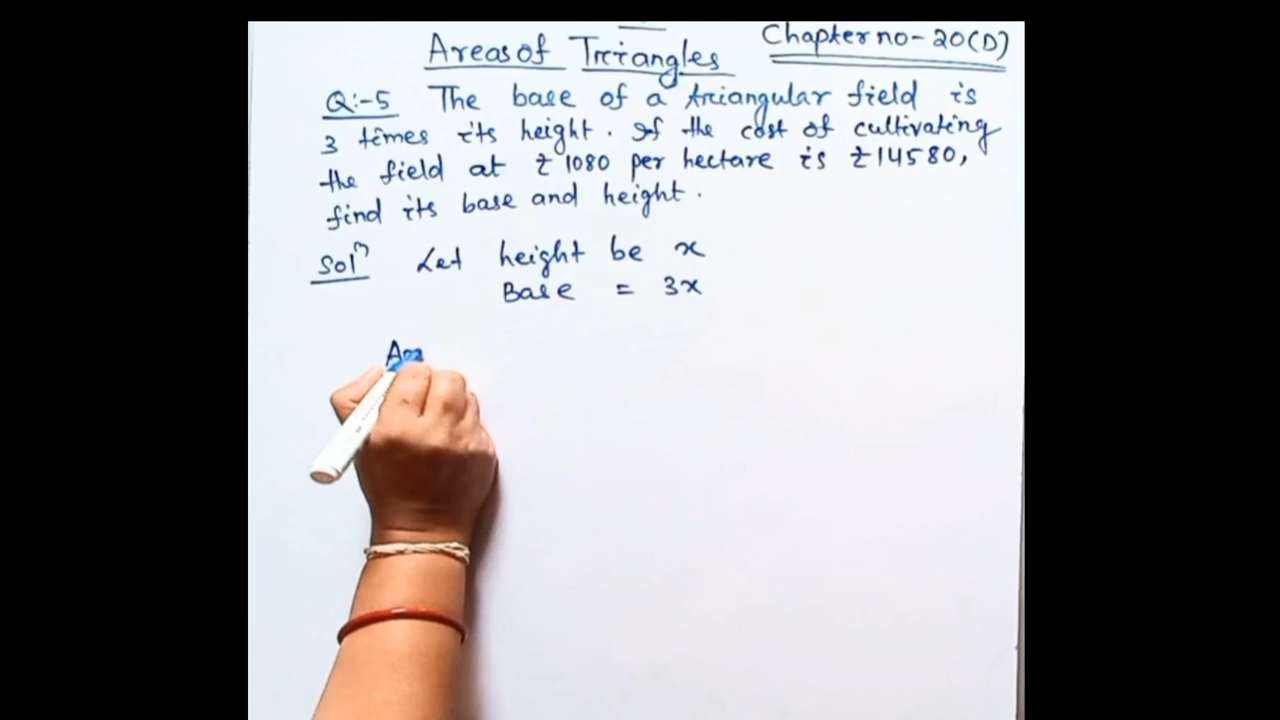 Areas of Triangles
Chapter no - 20(D)
Q:-5 The base of a triangular field is
3 times its height. If the cost of cultivating
the field at ₹ 1080 per hectare is ₹ 14580,
find its base and height.
Solⁿ Let height be x
Base = 3x